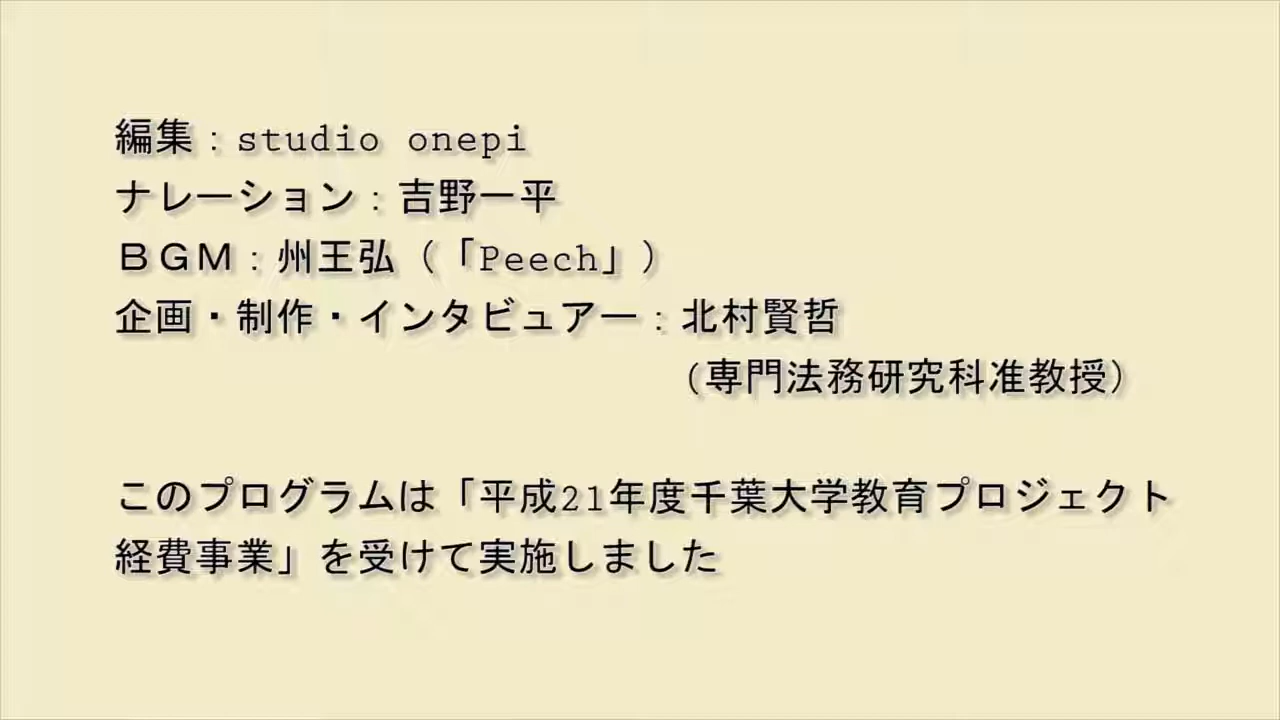 編集：studio onepi
ナレーション：吉野一平
ＢＧＭ：州王弘（「Peech」）
企画・制作・インタビュアー：北村賢哲
（専門法務研究科准教授）
このプログラムは「平成21年度千葉大学教育プロジェクト
経費事業」を受けて実施しました